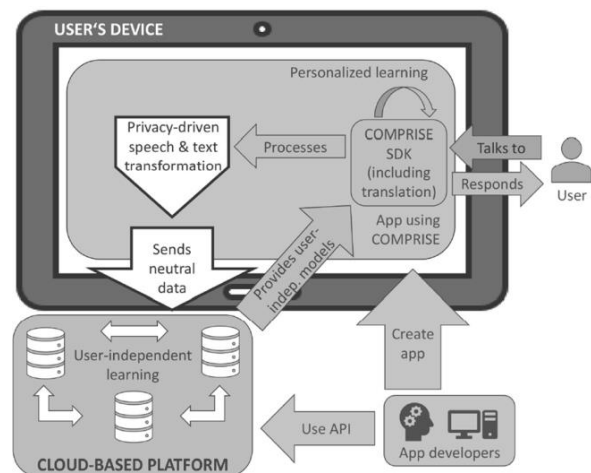 USER'S DEVICE
Personalized learning
Privacy-driven
speech & text
transformation
Processes
COMPRISE
SDK
(including
translation)
Talks to
Responds
User
App using
COMPRISE
Sends
neutral
data
Provides user-
indep. models
Create
app
User-independent
learning
Use API
App developers
CLOUD-BASED PLATFORM